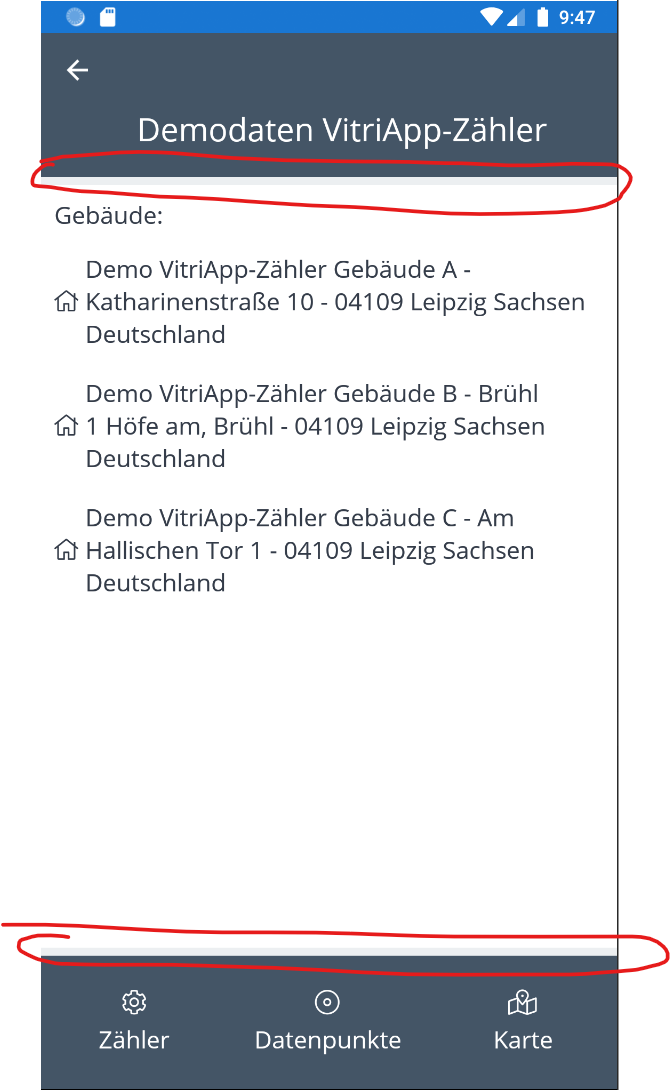 9:47
Demodaten VitriApp-Zähler
Gebäude:
Demo VitriApp-Zähler Gebäude A -
Katharinenstraße 10 - 04109 Leipzig Sachsen
Deutschland
Demo VitriApp-Zähler Gebäude B - Brühl
1 Höfe am, Brühl - 04109 Leipzig Sachsen
Deutschland
Demo VitriApp-Zähler Gebäude C - Am
Hallischen Tor 1 - 04109 Leipzig Sachsen
Deutschland
Zähler Datenpunkte Karte